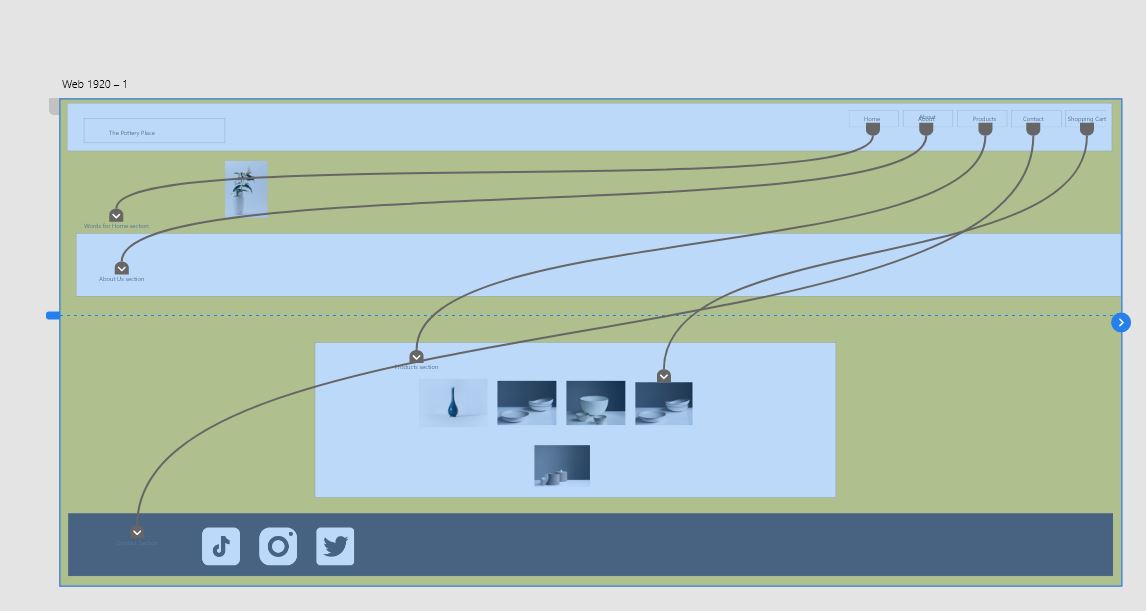 Web 1920 – 1
The Pottery Place
Home
About
About
Products
Contact
Shopping Cart
Words for Home section
About Us section
Products section
Contact Section